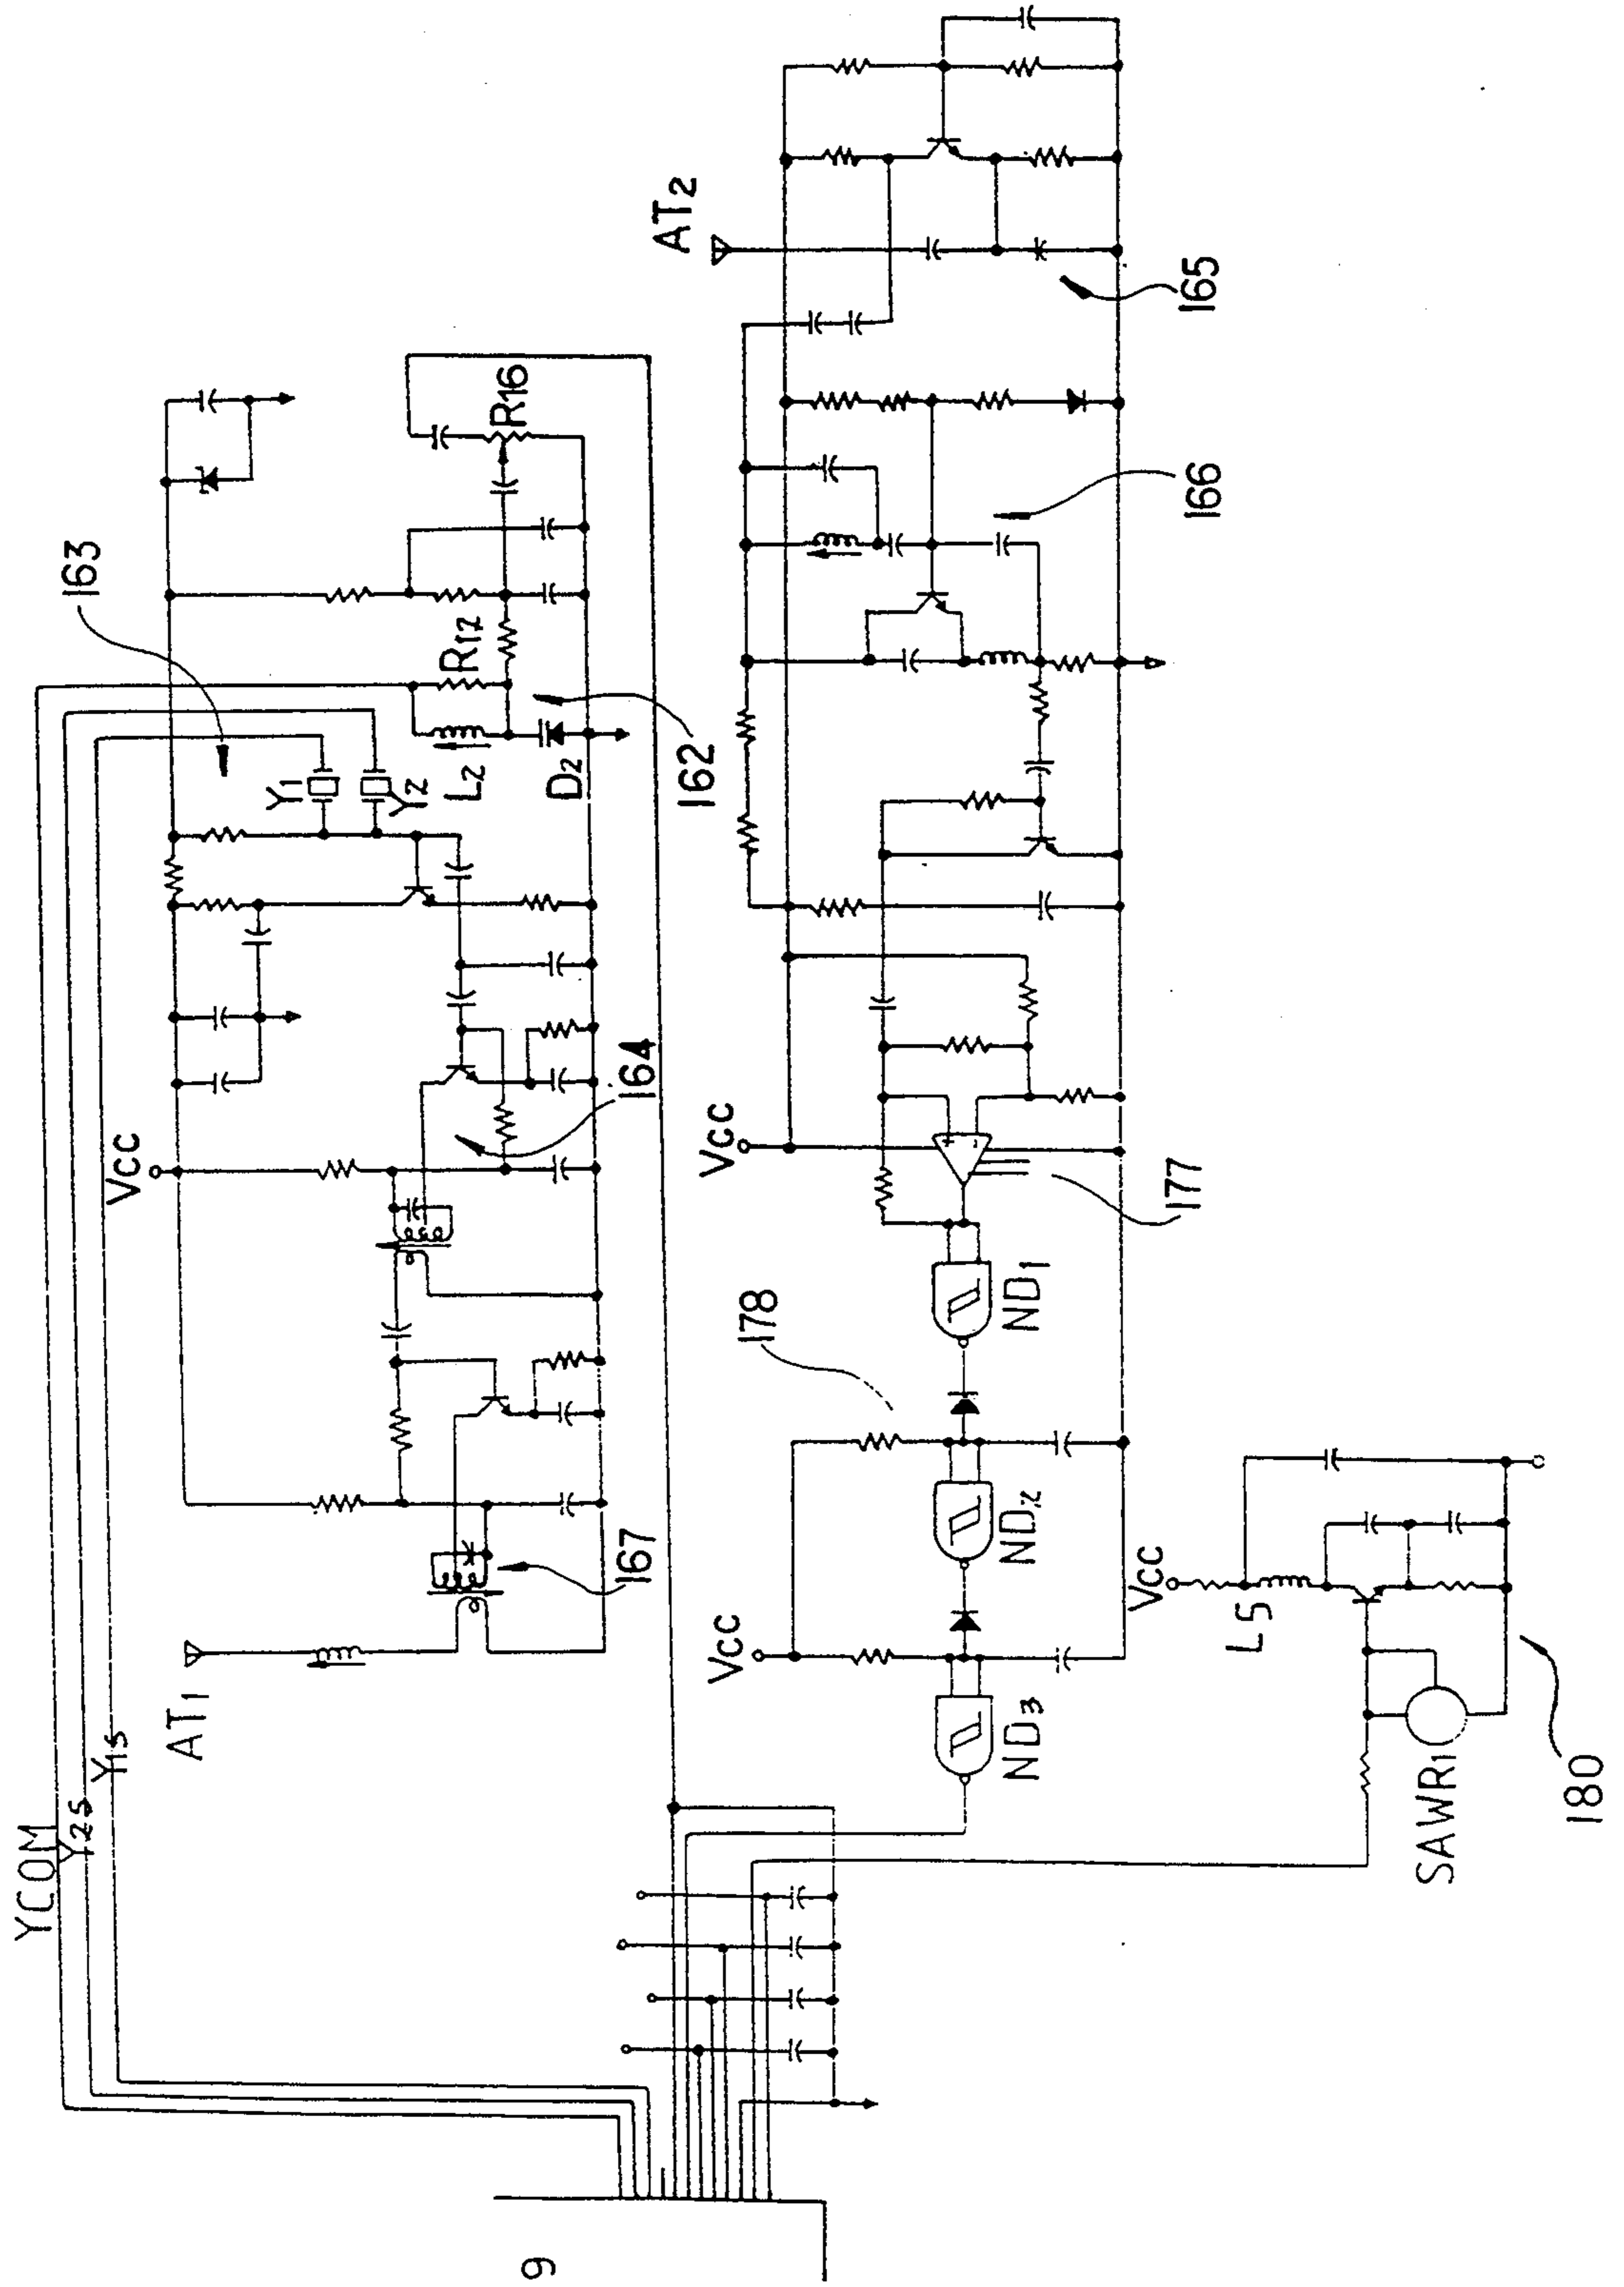 YCOM
Y2S
Y1S
AT1
VCC
163
Y1
Y2
L2
R12
R16
D2
162
164
167
AT2
165
166
VCC
177
178
ND1
ND2
VCC
ND3
VCC
L5
SAWR1
180
9